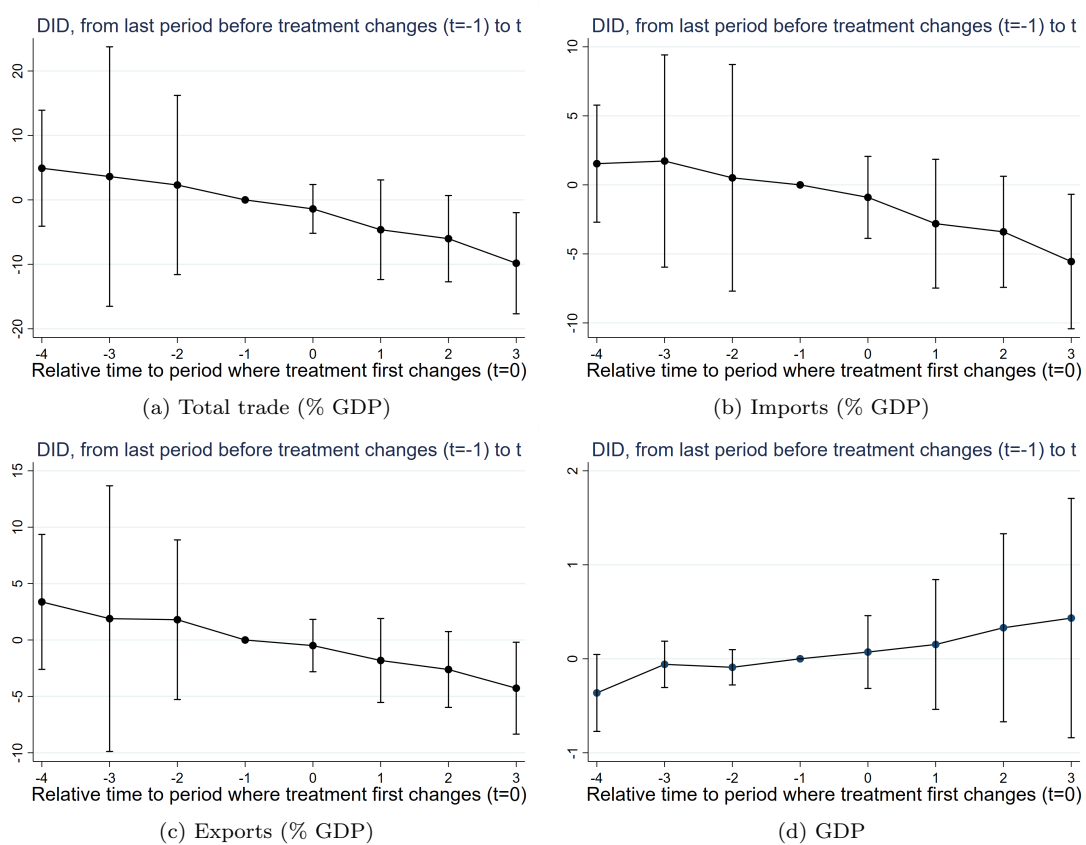 DID, from last period before treatment changes (t=-1) to t
20
10
0
-10
-20
-4 -3 -2 -1 0 1 2 3
Relative time to period where treatment first changes (t=0)
(a) Total trade (% GDP)
DID, from last period before treatment changes (t=-1) to t
10
5
0
-5
-10
-4 -3 -2 -1 0 1 2 3
Relative time to period where treatment first changes (t=0)
(b) Imports (% GDP)
DID, from last period before treatment changes (t=-1) to t
15
10
5
0
-5
-10
-4 -3 -2 -1 0 1 2 3
Relative time to period where treatment first changes (t=0)
(c) Exports (% GDP)
DID, from last period before treatment changes (t=-1) to t
2
1
0
-1
-4 -3 -2 -1 0 1 2 3
Relative time to period where treatment first changes (t=0)
(d) GDP